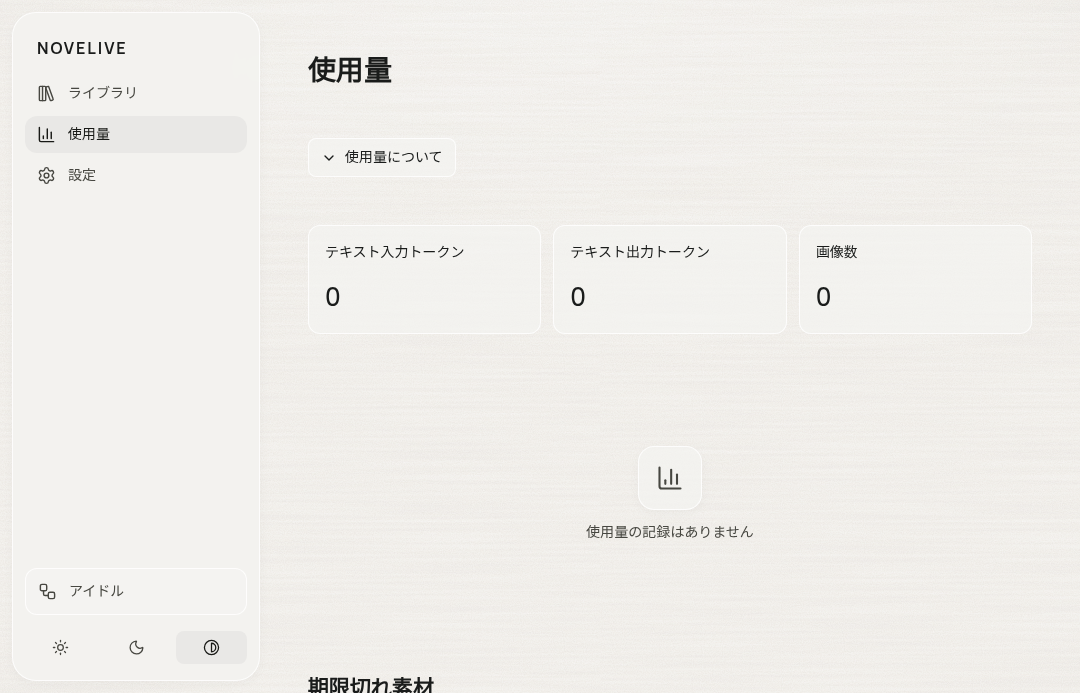 NOVELIVE
ライブラリ
使用量
設定
アイドル
使用量
使用量について
テキスト入力トークン
0
テキスト出力トークン
0
画像数
0
使用量の記録はありません
期限切れ素材